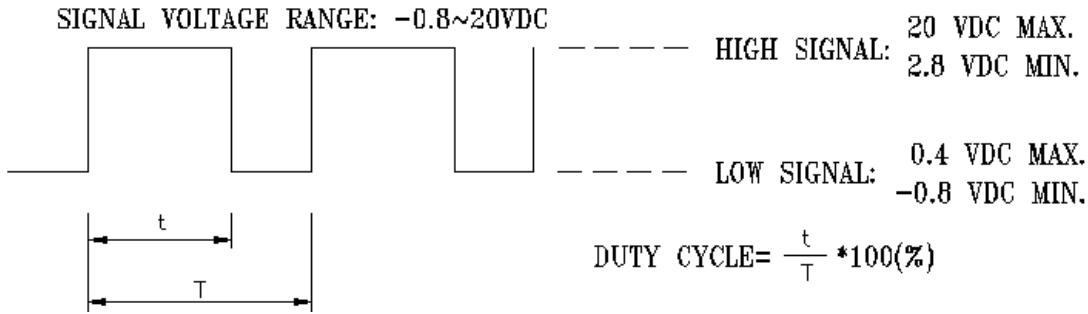 SIGNAL VOLTAGE RANGE: -0.8~20VDC
HIGH SIGNAL: 20 VDC MAX.
2.8 VDC MIN.
LOW SIGNAL: 0.4 VDC MAX.
-0.8 VDC MIN.
t
T
DUTY CYCLE= t/T *100(%)